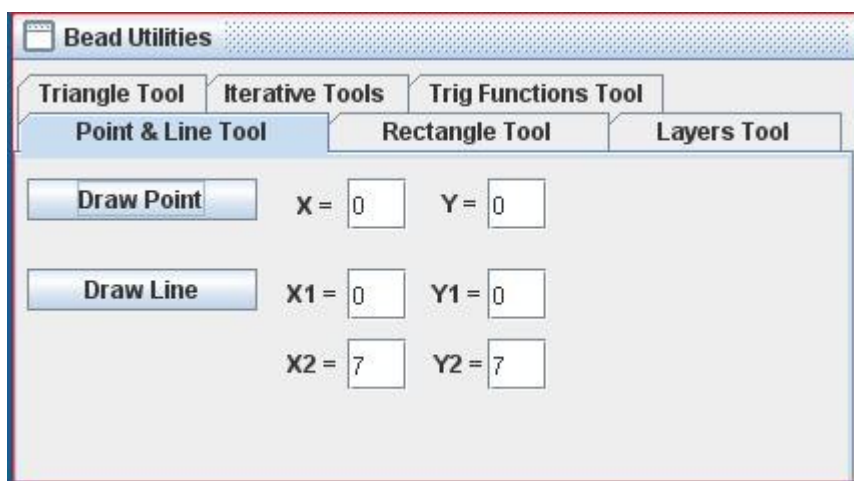 Bead Utilities
Triangle Tool Iterative Tools Trig Functions Tool
Point & Line Tool Rectangle Tool Layers Tool
Draw Point X = 0 Y = 0
Draw Line X1 = 0 Y1 = 0
X2 = 7 Y2 = 7